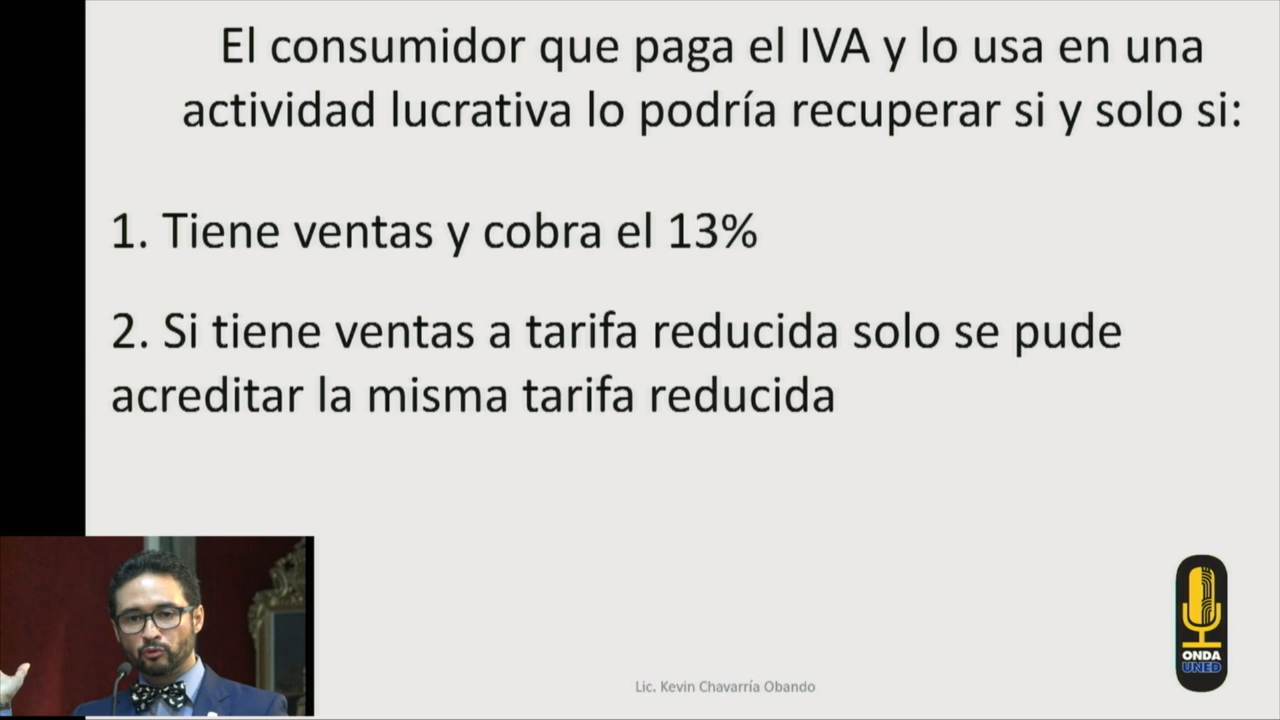 El consumidor que paga el IVA y lo usa en una
actividad lucrativa lo podría recuperar si y solo si:
1. Tiene ventas y cobra el 13%
2. Si tiene ventas a tarifa reducida solo se pude
acreditar la misma tarifa reducida
Lic. Kevin Chavarría Obando
ONDA
UNED